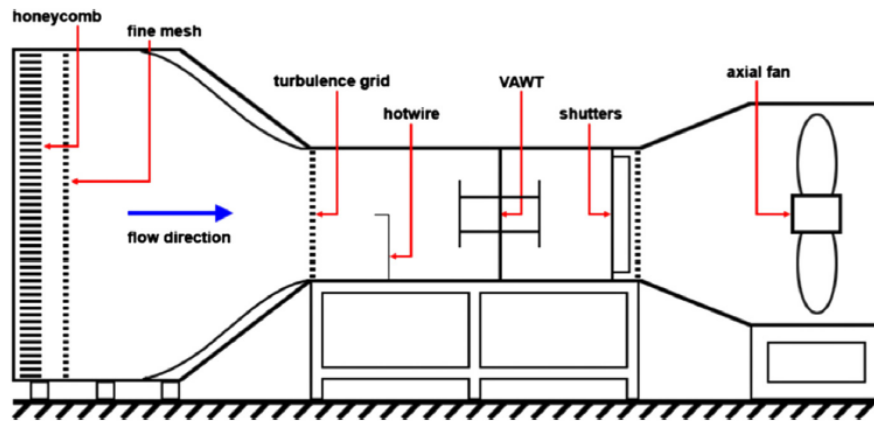 honeycomb
fine mesh
turbulence grid
hotwire
VAWT
shutters
axial fan
flow direction